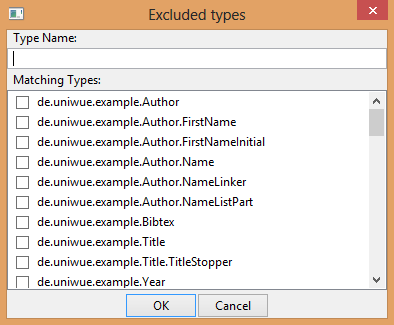 Excluded types
Type Name:
Matching Types:
de.uniwue.example.Author
de.uniwue.example.Author.FirstName
de.uniwue.example.Author.FirstNameInitial
de.uniwue.example.Author.Name
de.uniwue.example.Author.NameLinker
de.uniwue.example.Author.NameListPart
de.uniwue.example.Bibtex
de.uniwue.example.Title
de.uniwue.example.Title.TitleStopper
de.uniwue.example.Year
OK Cancel